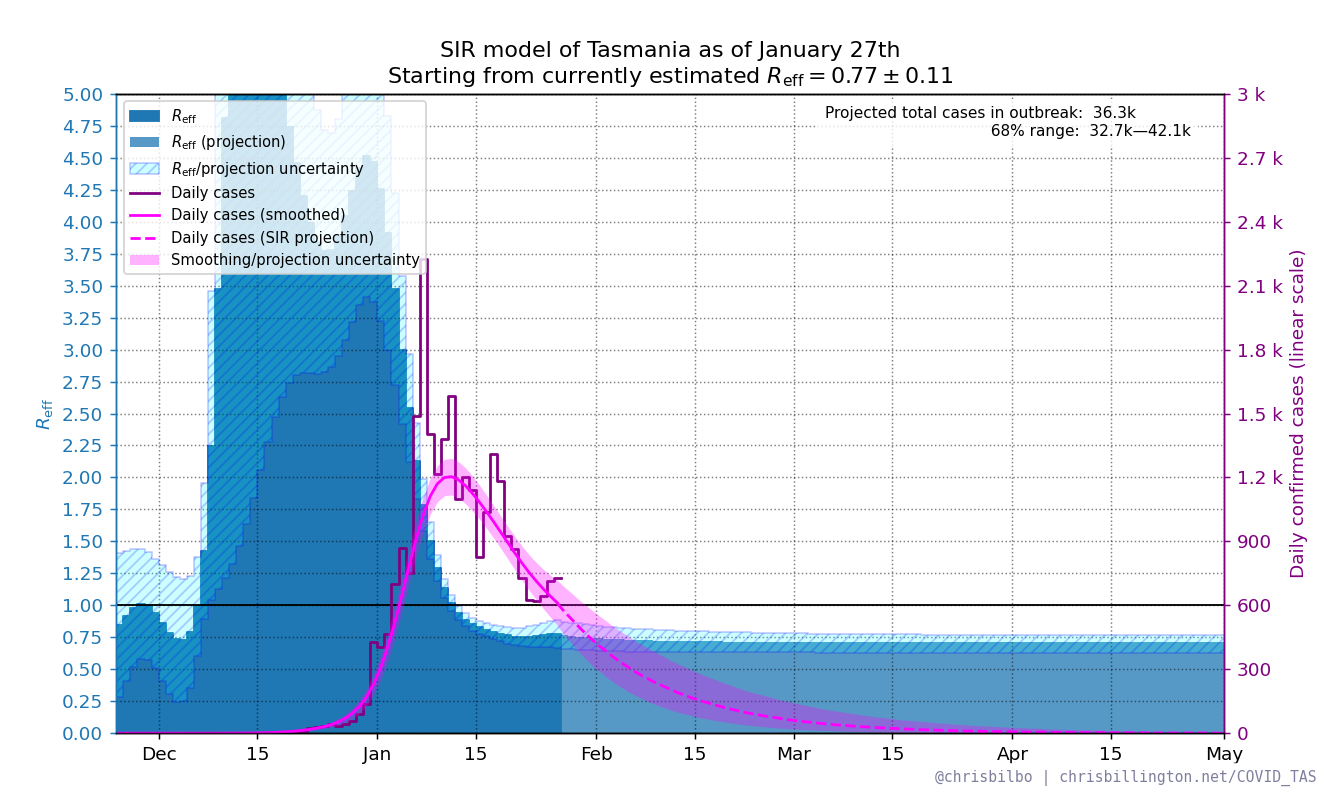 SIR model of Tasmania as of January 27th
Starting from currently estimated R_eff = 0.77 ± 0.11
Projected total cases in outbreak: 36.3k
68% range: 32.7k—42.1k
R_eff
R_eff (projection)
R_eff/projection uncertainty
Daily cases
Daily cases (smoothed)
Daily cases (SIR projection)
Smoothing/projection uncertainty
R_eff
5.00
4.75
4.50
4.25
4.00
3.75
3.50
3.25
3.00
2.75
2.50
2.25
2.00
1.75
1.50
1.25
1.00
0.75
0.50
0.25
0.00
3 k
2.7 k
2.4 k
2.1 k
1.8 k
1.5 k
1.2 k
900
600
300
0
Daily confirmed cases (linear scale)
Dec 15 Jan 15 Feb 15 Mar 15 Apr 15 May
@chrisbilbo | chrisbillington.net/COVID_TAS